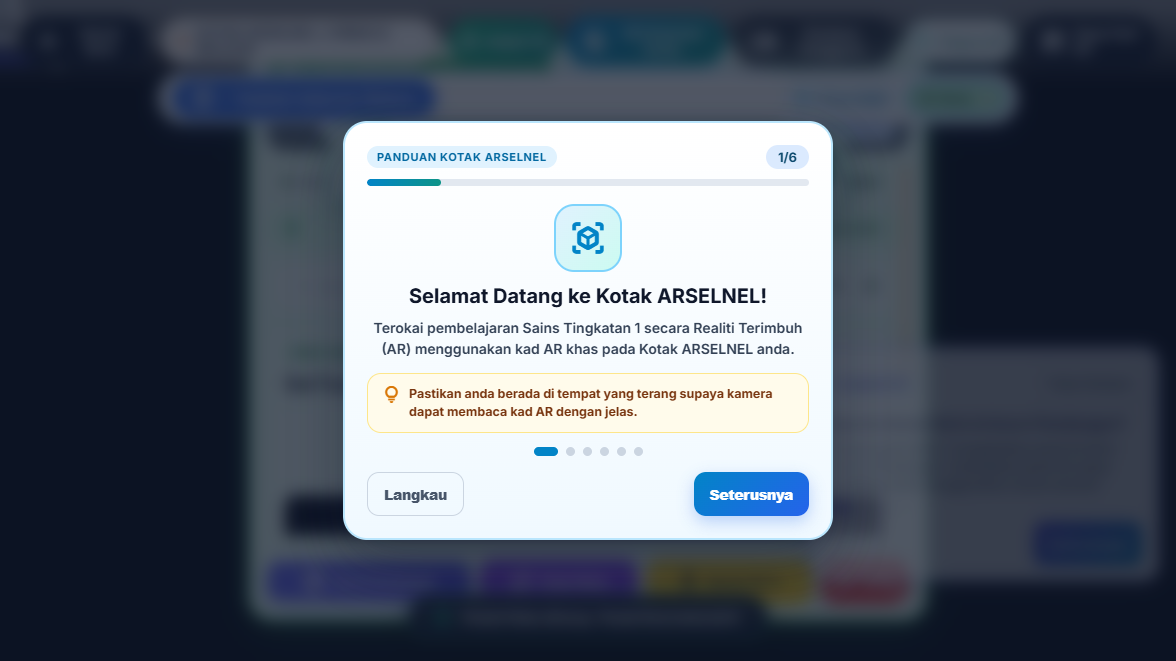 PANDUAN KOTAK ARSELNEL
1/6
Selamat Datang ke Kotak ARSELNEL!
Terokai pembelajaran Sains Tingkatan 1 secara Realiti Terimbuh
(AR) menggunakan kad AR khas pada Kotak ARSELNEL anda.
Pastikan anda berada di tempat yang terang supaya kamera
dapat membaca kad AR dengan jelas.
Langkau
Seterusnya